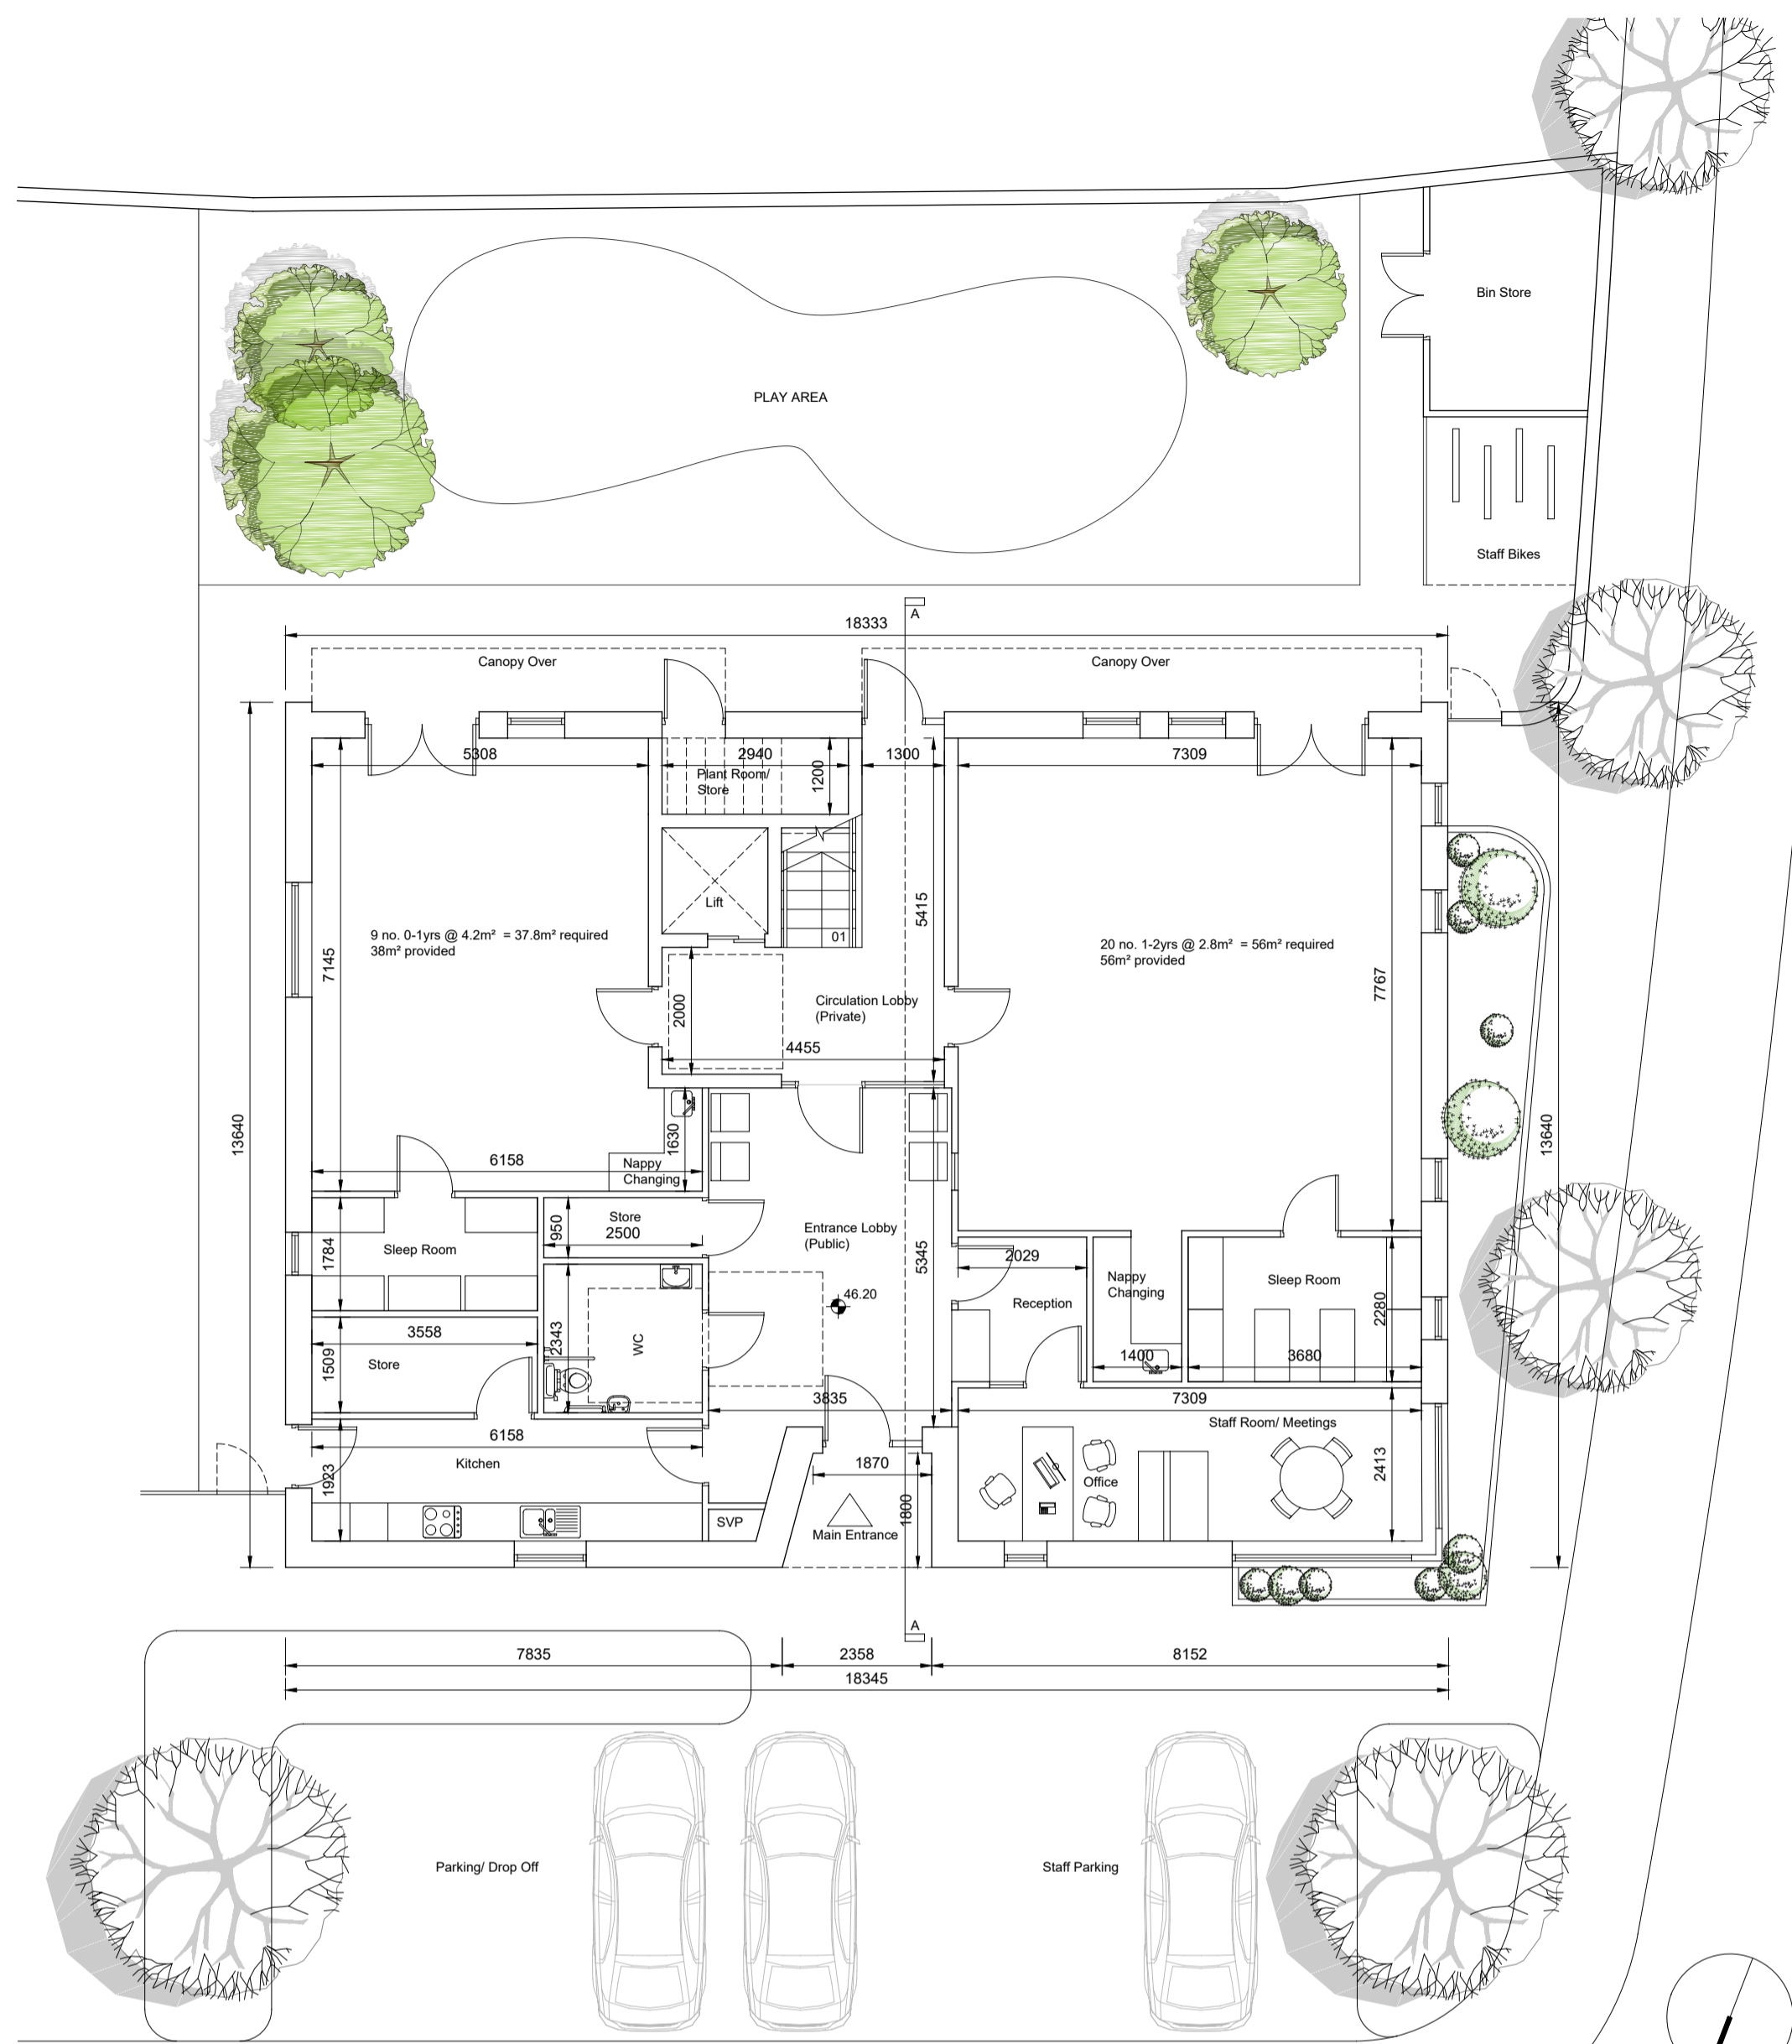 Bin Store
PLAY AREA
Staff Bikes
A
18333
Canopy Over
Canopy Over
5308
2940
1300
7309
Plant Room/
Store
1200
Lift
01
5415
9 no. 0-1yrs @ 4.2m² = 37.8m² required
38m² provided
20 no. 1-2yrs @ 2.8m² = 56m² required
56m² provided
7145
7767
2000
Circulation Lobby
(Private)
4455
13640
13640
1630
6158
Nappy
Changing
950
Store
2500
Entrance Lobby
(Public)
5345
1784
Sleep Room
2029
Nappy
Changing
Sleep Room
46.20
Reception
2280
3558
2343
WC
1509
Store
1400
3680
3835
7309
Staff Room/ Meetings
6158
Kitchen
1923
1870
2413
Office
1800
SVP
Main Entrance
A
7835
2358
8152
18345
Parking/ Drop Off
Staff Parking